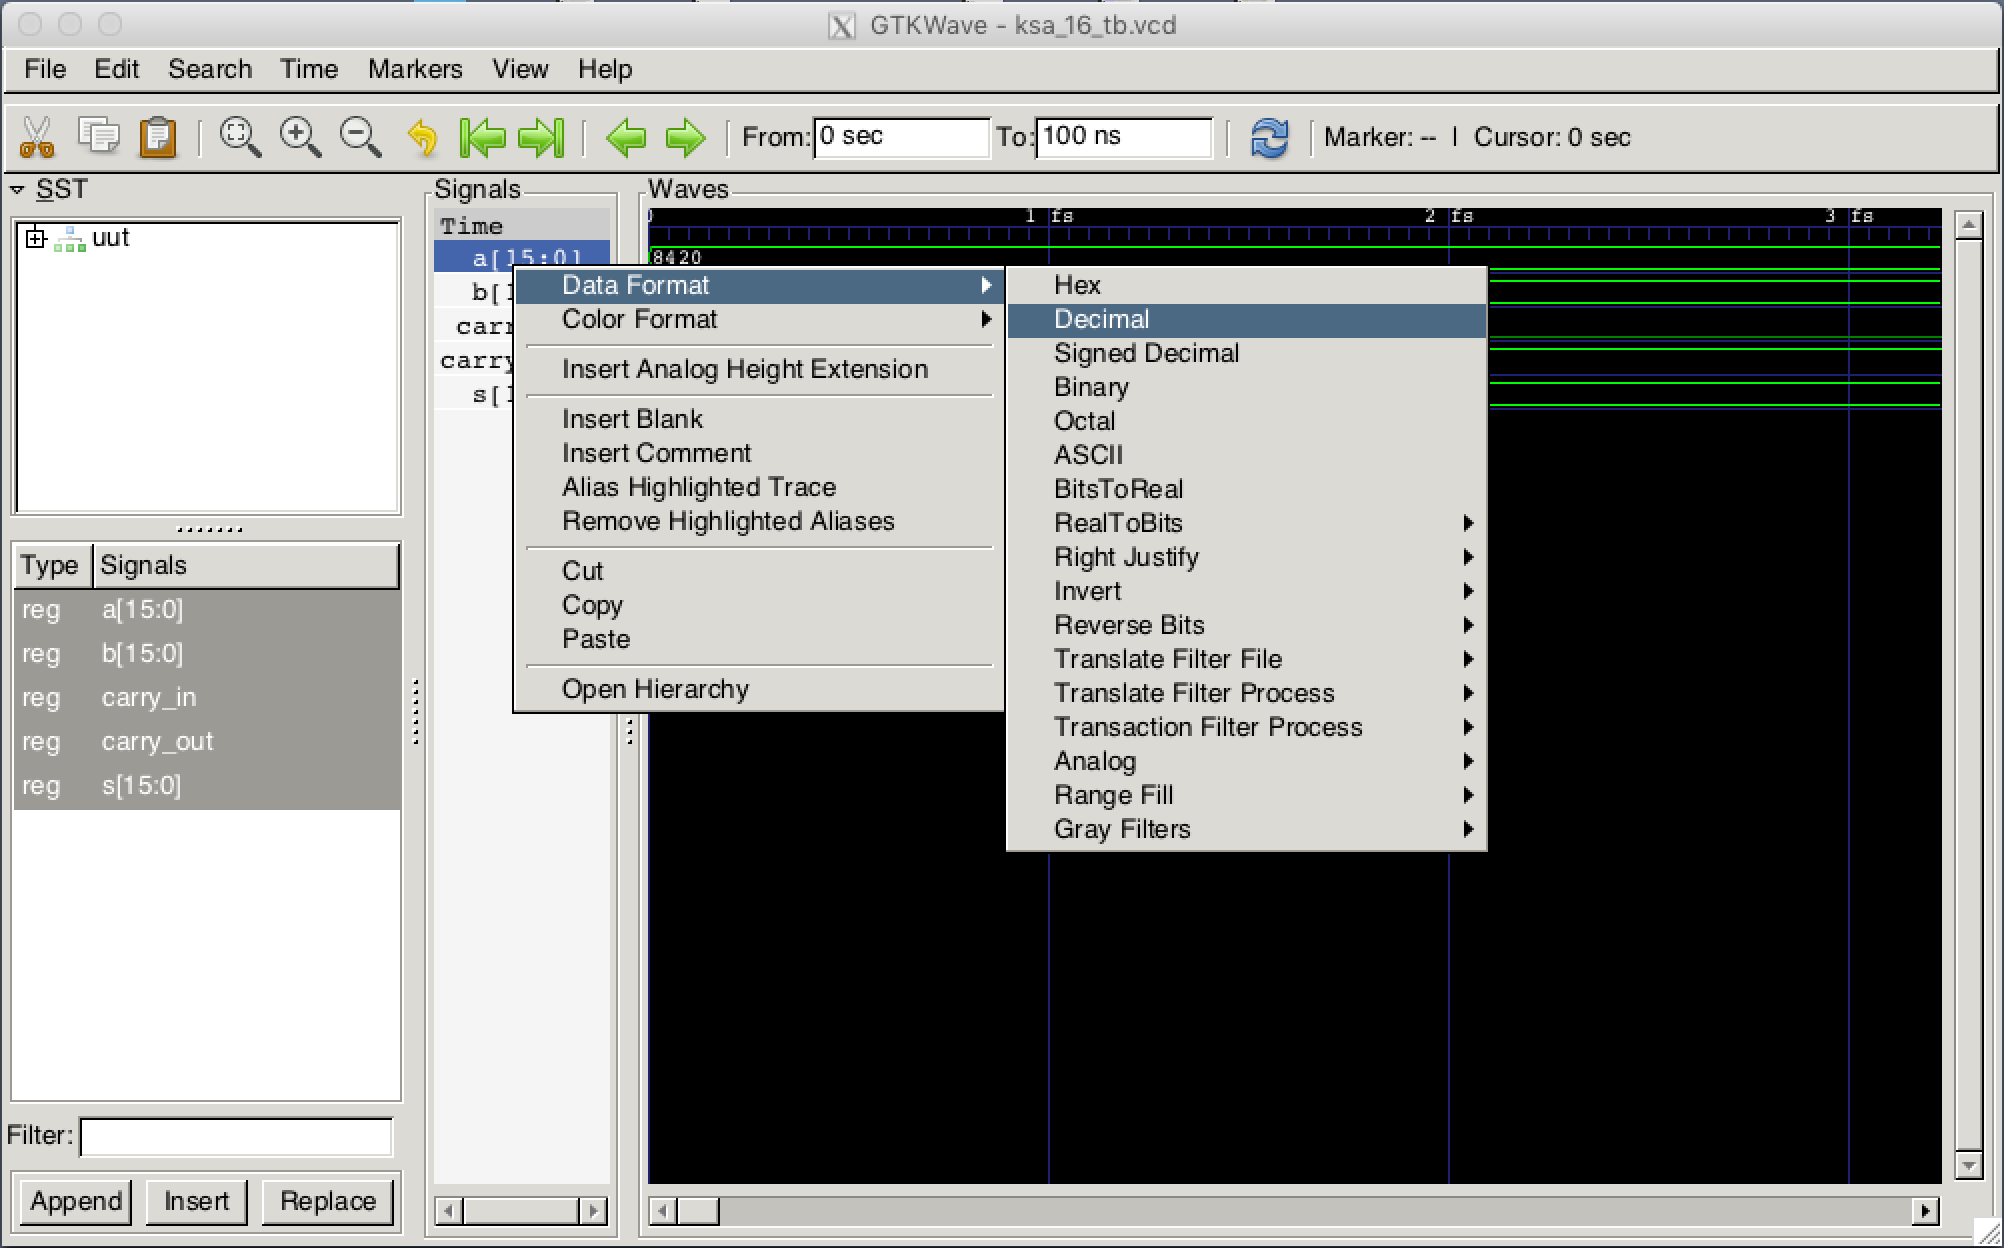 GTKWave - ksa_16_tb.vcd
File Edit Search Time Markers View Help
From: 0 sec To: 100 ns Marker: -- | Cursor: 0 sec
SST
uut
Type Signals
reg a[15:0]
reg b[15:0]
reg carry_in
reg carry_out
reg s[15:0]
Filter:
Append Insert Replace
Signals
Time
a[15:0]
b[1
carr
carry
s[1
Waves
1 fs 2 fs 3 fs
8420
Data Format
Color Format
Insert Analog Height Extension
Insert Blank
Insert Comment
Alias Highlighted Trace
Remove Highlighted Aliases
Cut
Copy
Paste
Open Hierarchy
Hex
Decimal
Signed Decimal
Binary
Octal
ASCII
BitsToReal
RealToBits
Right Justify
Invert
Reverse Bits
Translate Filter File
Translate Filter Process
Transaction Filter Process
Analog
Range Fill
Gray Filters